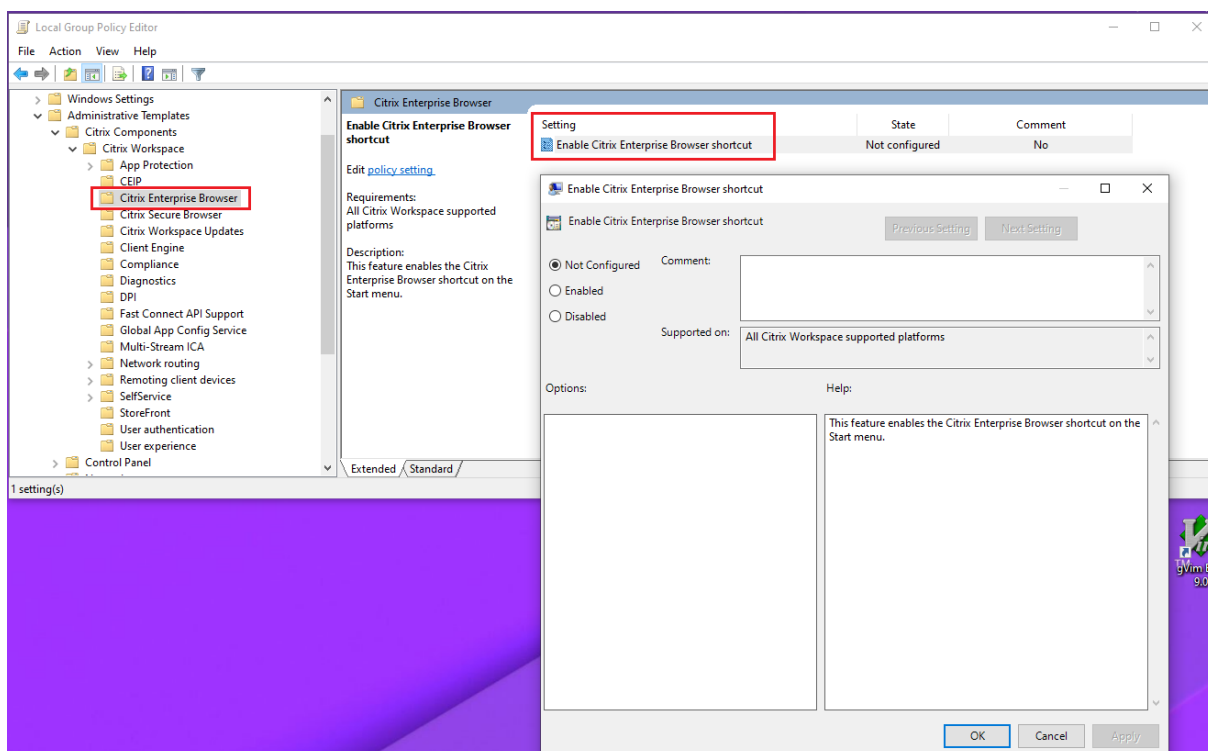 Local Group Policy Editor
File Action View Help
Windows Settings
Administrative Templates
Citrix Components
Citrix Workspace
App Protection
CEIP
Citrix Enterprise Browser
Citrix Secure Browser
Citrix Workspace Updates
Client Engine
Compliance
Diagnostics
DPI
Fast Connect API Support
Global App Config Service
Multi-Stream ICA
Network routing
Remoting client devices
SelfService
StoreFront
User authentication
User experience
Control Panel
1 setting(s)
Citrix Enterprise Browser
Enable Citrix Enterprise Browser
shortcut
Edit policy setting
Requirements:
All Citrix Workspace supported
platforms
Description:
This feature enables the Citrix
Enterprise Browser shortcut on the
Start menu.
Setting State Comment
Enable Citrix Enterprise Browser shortcut Not configured No
Extended Standard
Enable Citrix Enterprise Browser shortcut
Enable Citrix Enterprise Browser shortcut
Previous Setting Next Setting
Not Configured
Enabled
Disabled
Comment:
Supported on: All Citrix Workspace supported platforms
Options: Help:
This feature enables the Citrix Enterprise Browser shortcut on the
Start menu.
OK Cancel Apply
gVim
9.0